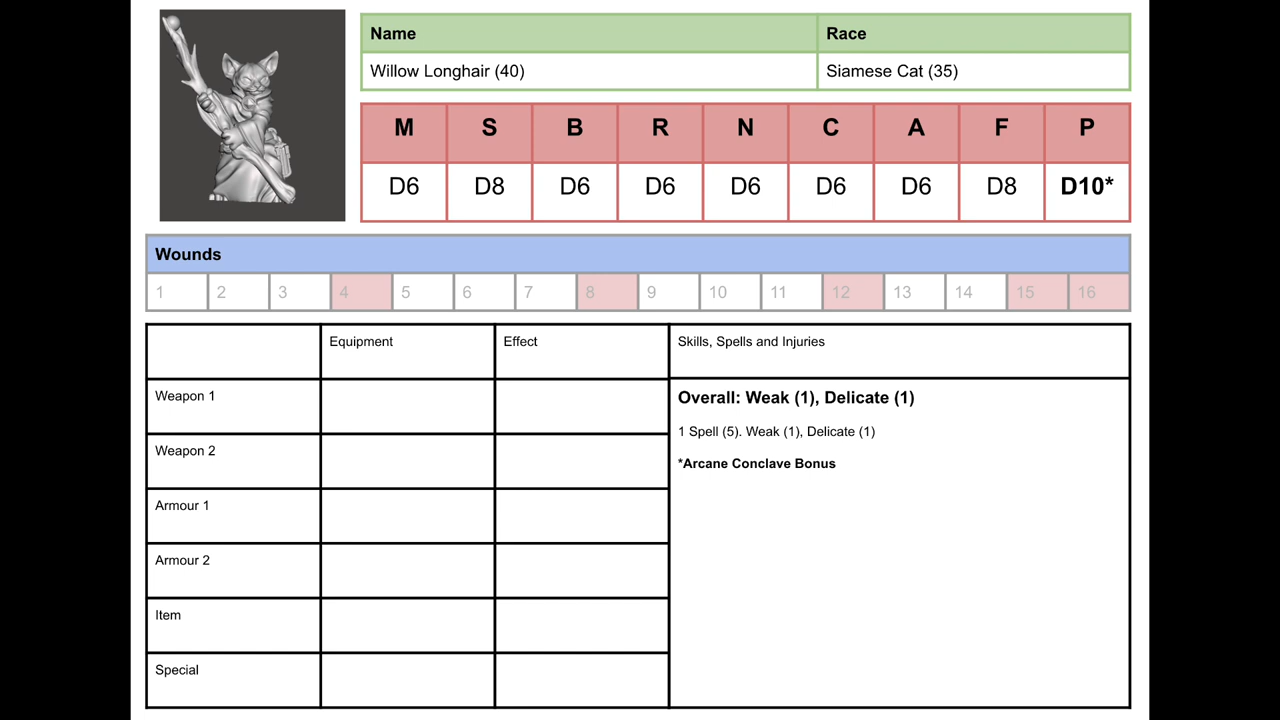 Name Race
Willow Longhair (40) Siamese Cat (35)
M S B R N C A F P
D6 D8 D6 D6 D6 D6 D6 D8 D10*
Wounds
1 2 3 4 5 6 7 8 9 10 11 12 13 14 15 16
Equipment Effect Skills, Spells and Injuries
Weapon 1
Overall: Weak (1), Delicate (1)
1 Spell (5). Weak (1), Delicate (1)
Weapon 2
*Arcane Conclave Bonus
Armour 1
Armour 2
Item
Special